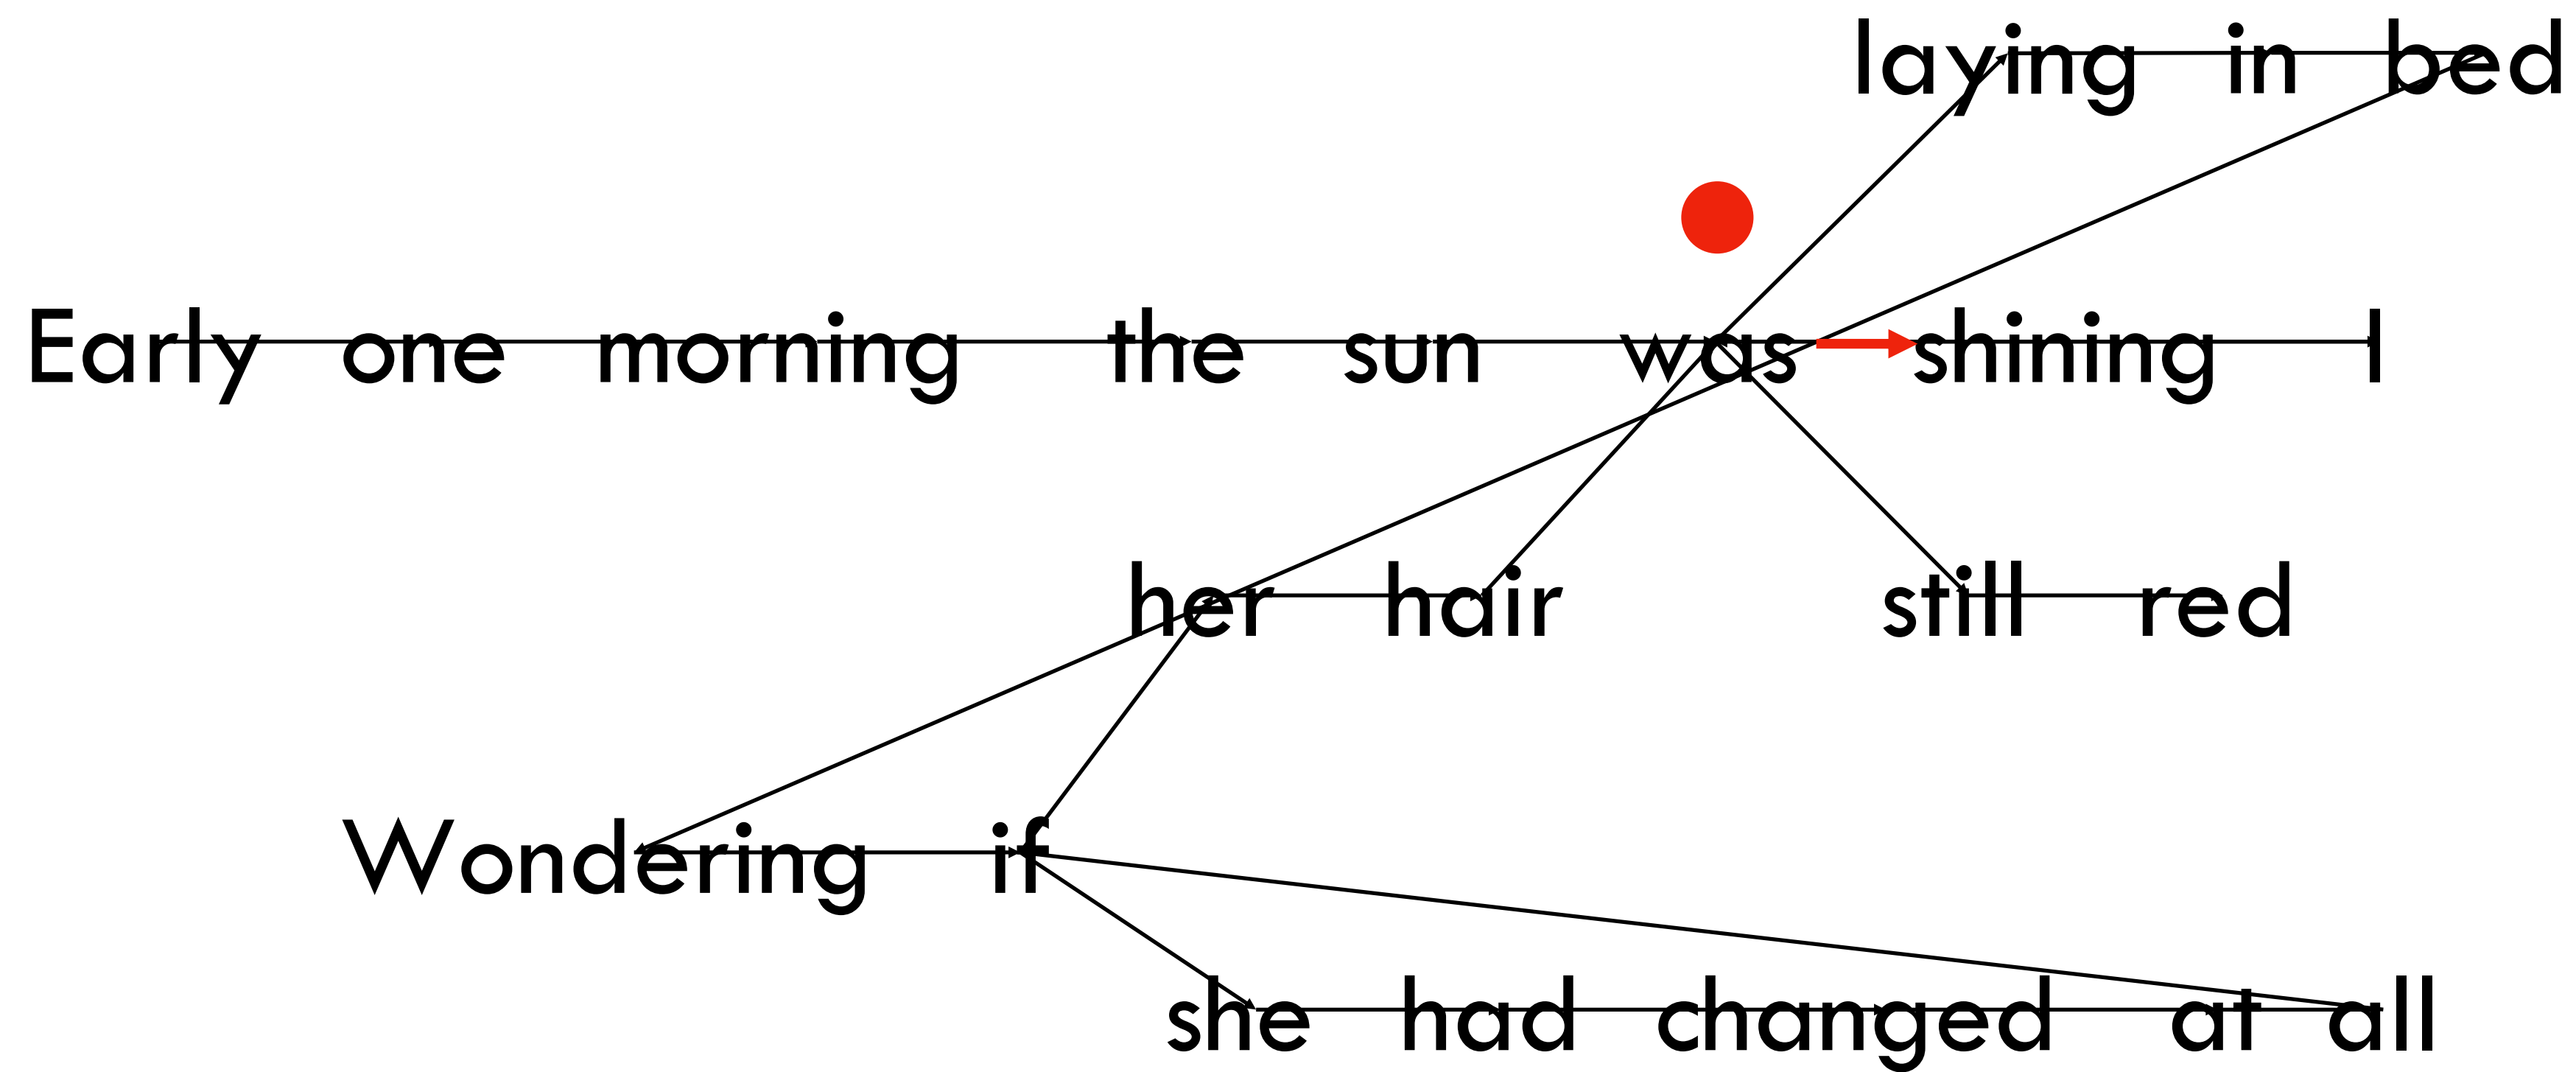 laying in bed
Early one morning the sun was shining I
her hair still red
Wondering if
she had changed at all